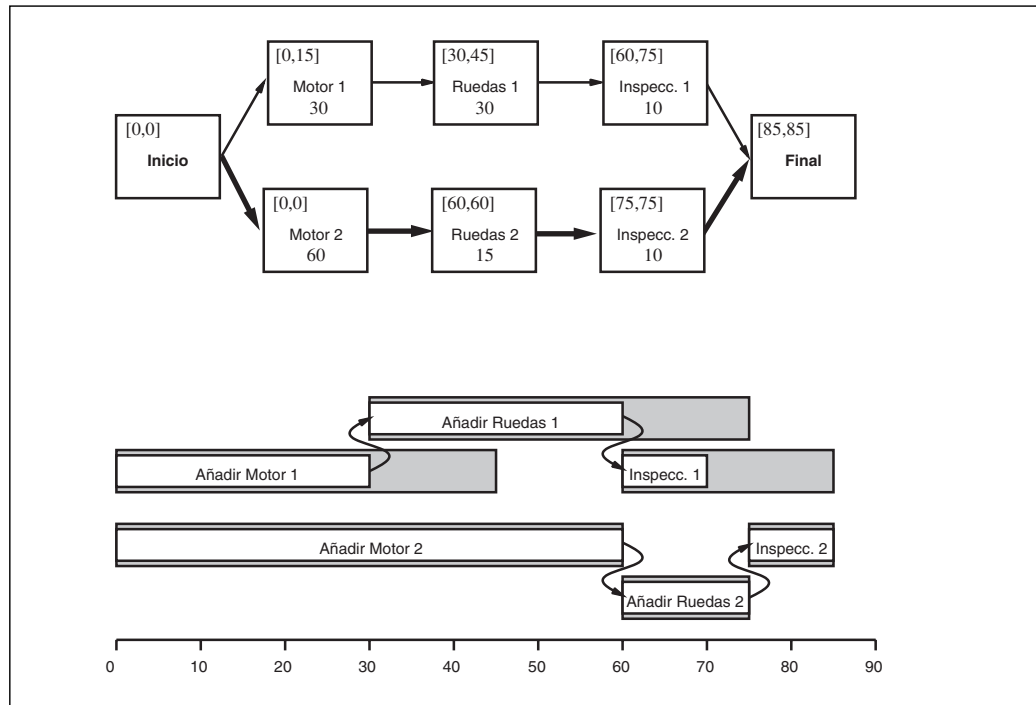 [0,15]
Motor 1
30
[30,45]
Ruedas 1
30
[60,75]
Inspecc. 1
10
[0,0]
Inicio
[85,85]
Final
[0,0]
Motor 2
60
[60,60]
Ruedas 2
15
[75,75]
Inspecc. 2
10
Añadir Ruedas 1
Añadir Motor 1
Inspecc. 1
Añadir Motor 2
Inspecc. 2
Añadir Ruedas 2
0 10 20 30 40 50 60 70 80 90